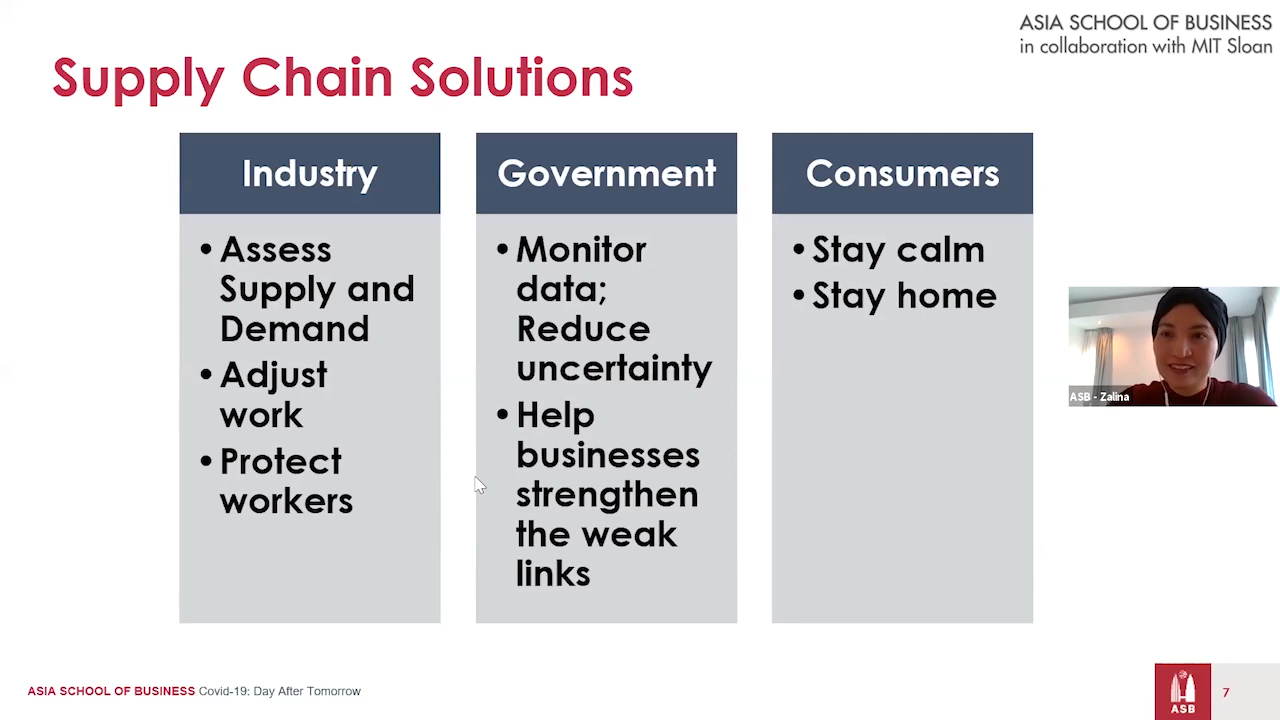 ASIA SCHOOL OF BUSINESS
in collaboration with MIT Sloan
Supply Chain Solutions
Industry
• Assess
Supply and
Demand
• Adjust
work
• Protect
workers
Government
• Monitor
data;
Reduce
uncertainty
• Help
businesses
strengthen
the weak
links
Consumers
• Stay calm
• Stay home
ASB - Zalina
ASIA SCHOOL OF BUSINESS Covid-19: Day After Tomorrow
ASB
7